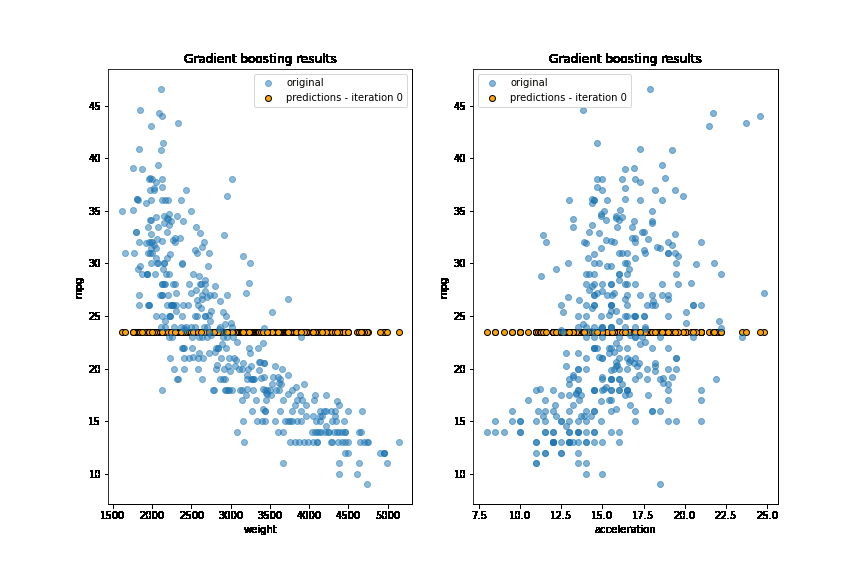 Gradient boosting results
original
predictions - iteration 0
45
40
35
30
25
20
15
10
mpg
1500 2000 2500 3000 3500 4000 4500 5000
weight
Gradient boosting results
original
predictions - iteration 0
45
40
35
30
25
20
15
10
mpg
7.5 10.0 12.5 15.0 17.5 20.0 22.5 25.0
acceleration